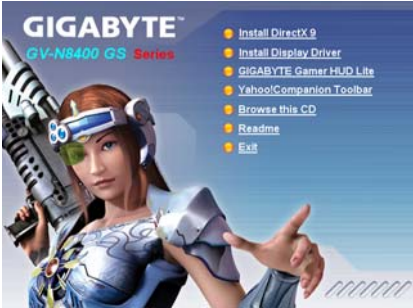 GIGABYTE™
GV-N8400 GS Series
Install DirectX 9
Install Display Driver
GIGABYTE Gamer HUD Lite
Yahoo!Companion Toolbar
Browse this CD
Readme
Exit